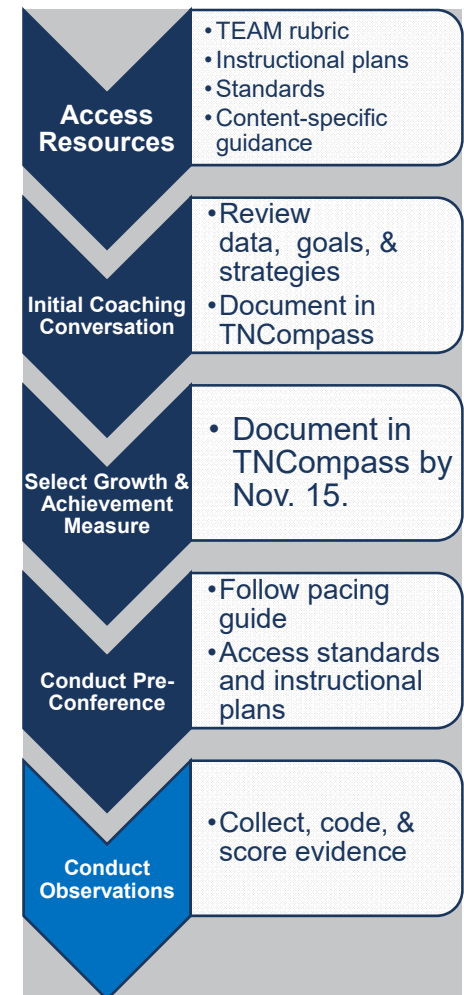 Access
Resources
• TEAM rubric
• Instructional plans
• Standards
• Content-specific
guidance
Initial Coaching
Conversation
• Review
data, goals, &
strategies
• Document in
TNCompass
Select Growth &
Achievement
Measure
• Document in
TNCompass by
Nov. 15.
Conduct Pre-
Conference
• Follow pacing
guide
• Access standards
and instructional
plans
Conduct
Observations
• Collect, code, &
score evidence